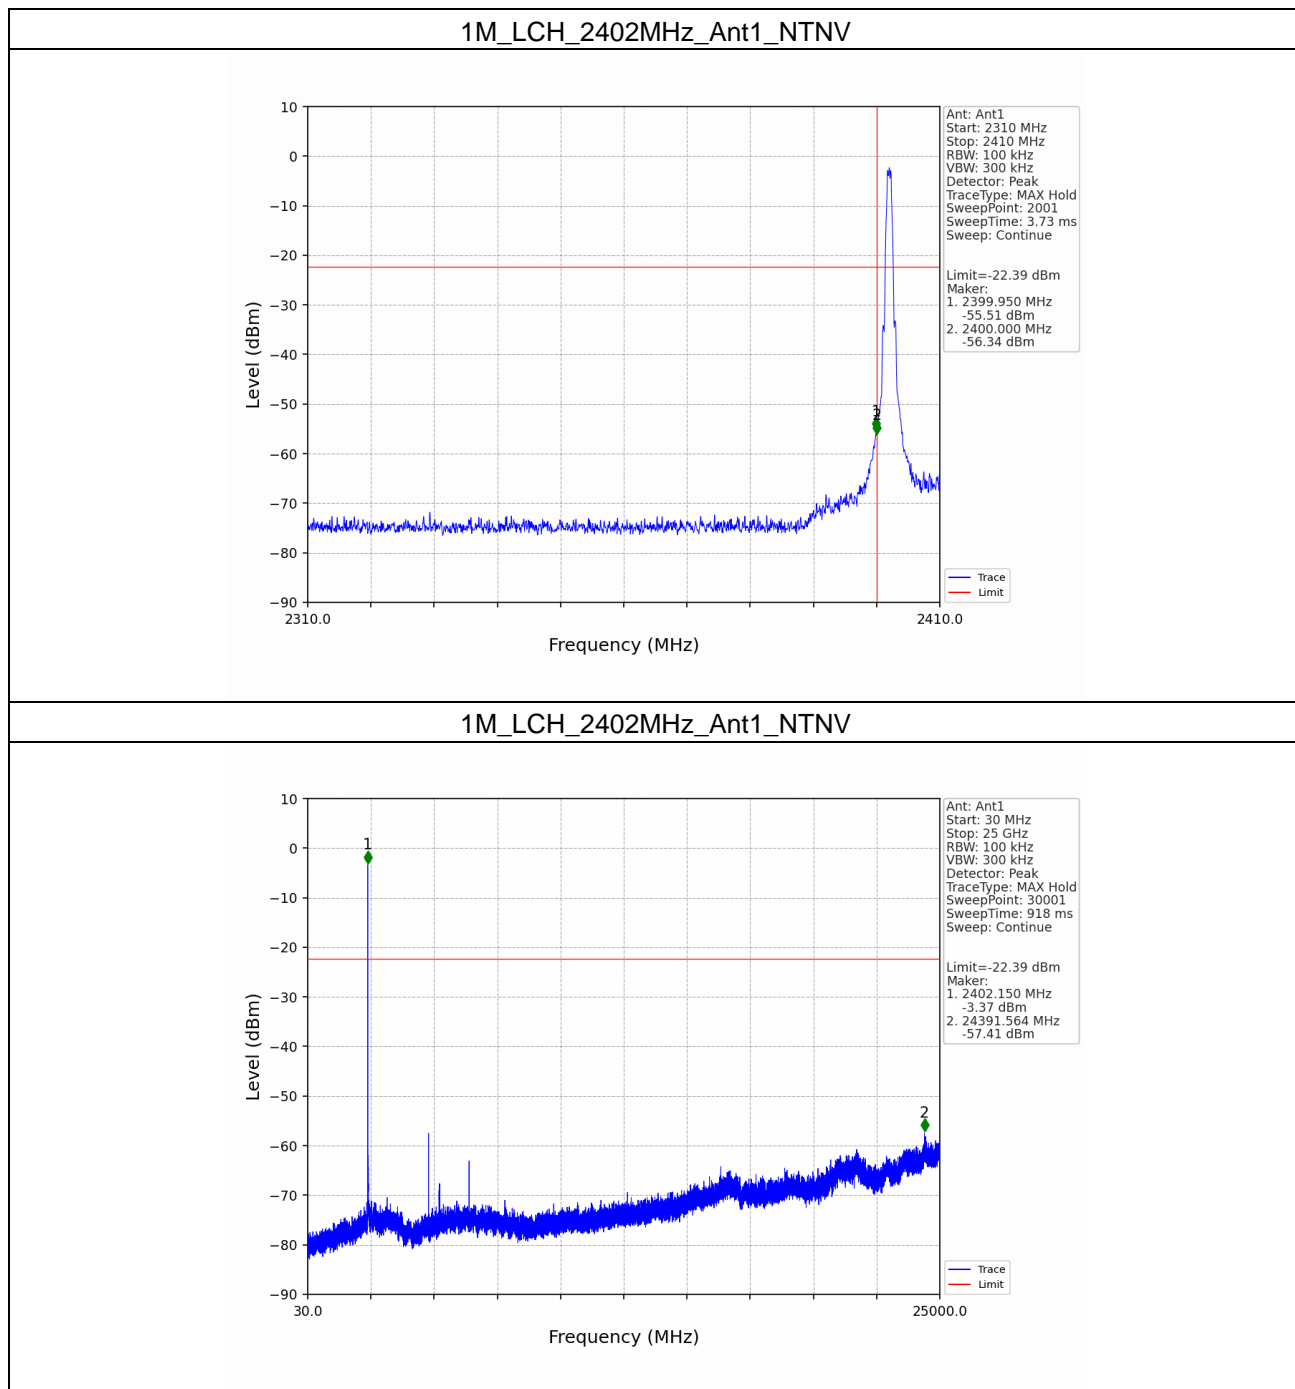 1M_LCH_2402MHz_Ant1_NTNV
10
0
−10
−20
−30
−40
−50
−60
−70
−80
−90
Level (dBm)
1
2
2310.0
2410.0
Frequency (MHz)
Ant: Ant1
Start: 2310 MHz
Stop: 2410 MHz
RBW: 100 kHz
VBW: 300 kHz
Detector: Peak
TraceType: MAX Hold
SweepPoint: 2001
SweepTime: 3.73 ms
Sweep: Continue
Limit=-22.39 dBm
Maker:
1. 2399.950 MHz
-55.51 dBm
2. 2400.000 MHz
-56.34 dBm
Trace
Limit
1M_LCH_2402MHz_Ant1_NTNV
10
0
−10
−20
−30
−40
−50
−60
−70
−80
−90
Level (dBm)
1
2
30.0
25000.0
Frequency (MHz)
Ant: Ant1
Start: 30 MHz
Stop: 25 GHz
RBW: 100 kHz
VBW: 300 kHz
Detector: Peak
TraceType: MAX Hold
SweepPoint: 30001
SweepTime: 918 ms
Sweep: Continue
Limit=-22.39 dBm
Maker:
1. 2402.150 MHz
-3.37 dBm
2. 24391.564 MHz
-57.41 dBm
Trace
Limit